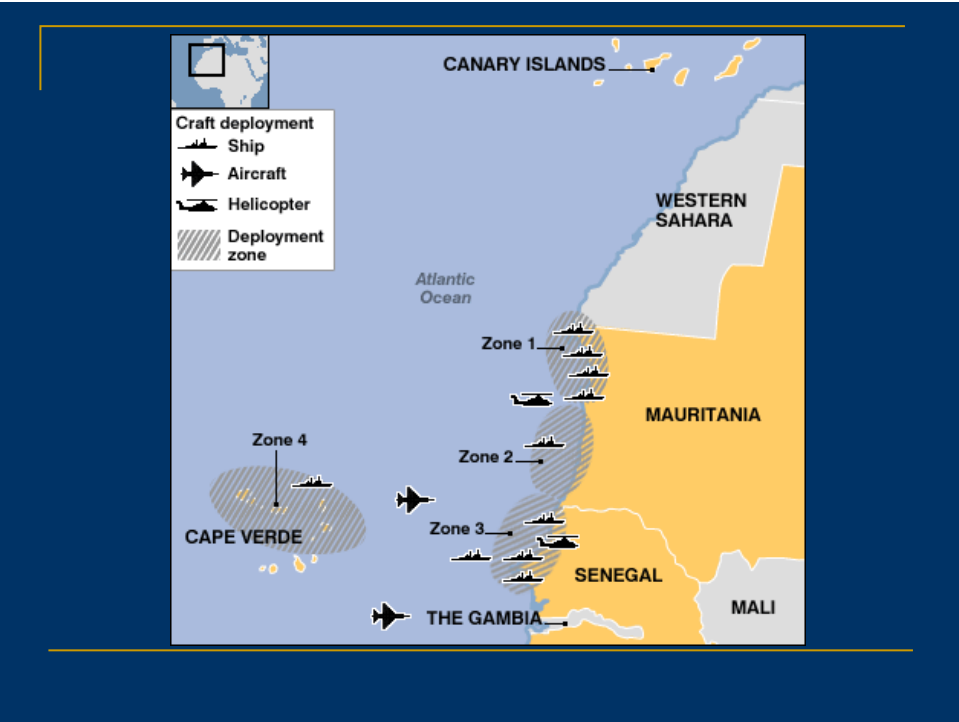 CANARY ISLANDS
Craft deployment
Ship
Aircraft
Helicopter
Deployment
zone
WESTERN
SAHARA
Atlantic
Ocean
Zone 1
MAURITANIA
Zone 4
Zone 2
Zone 3
CAPE VERDE
SENEGAL
MALI
THE GAMBIA